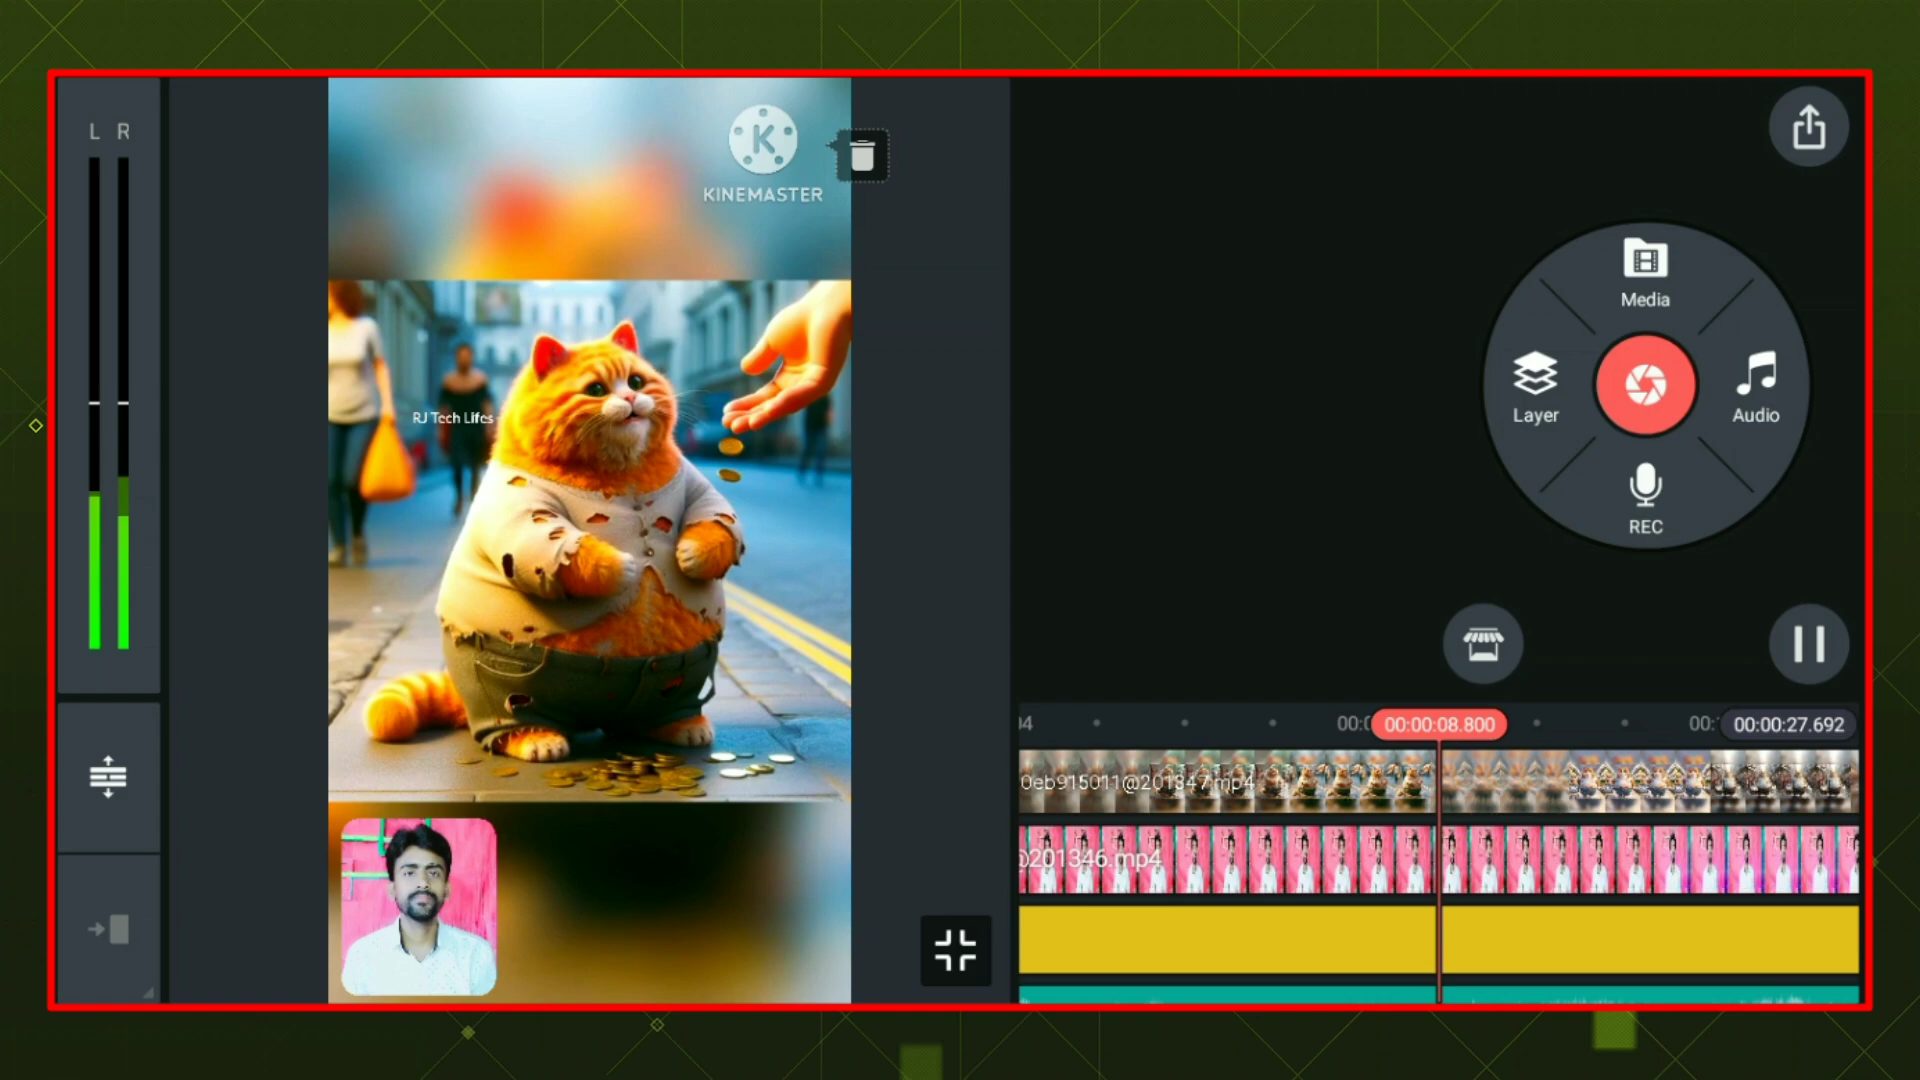 L R
KINEMASTER
RJ Tech Lifes
Media
Layer
Audio
REC
00:00:08.800
00:00:27.692
0eb915011@201347.mp4
@201346.mp4